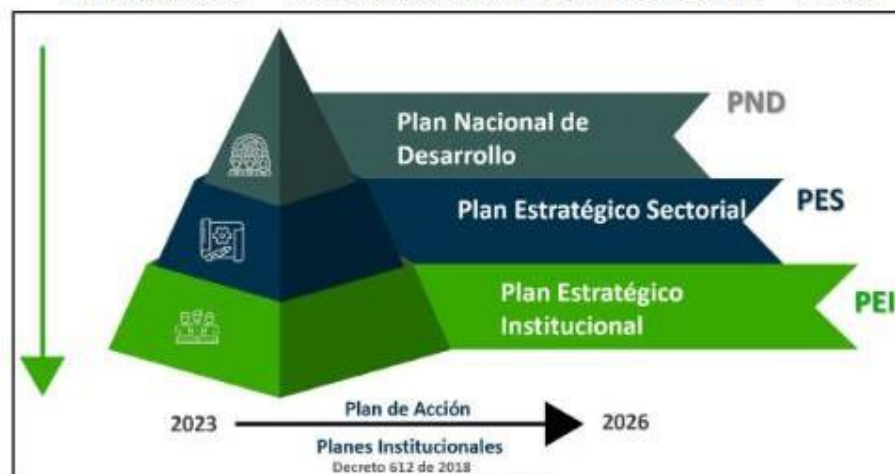 PND
Plan Nacional de
Desarrollo
Plan Estratégico Sectorial
PES
Plan Estratégico
Institucional
PEI
2023
Plan de Acción
2026
Planes Institucionales
Decreto 612 de 2018